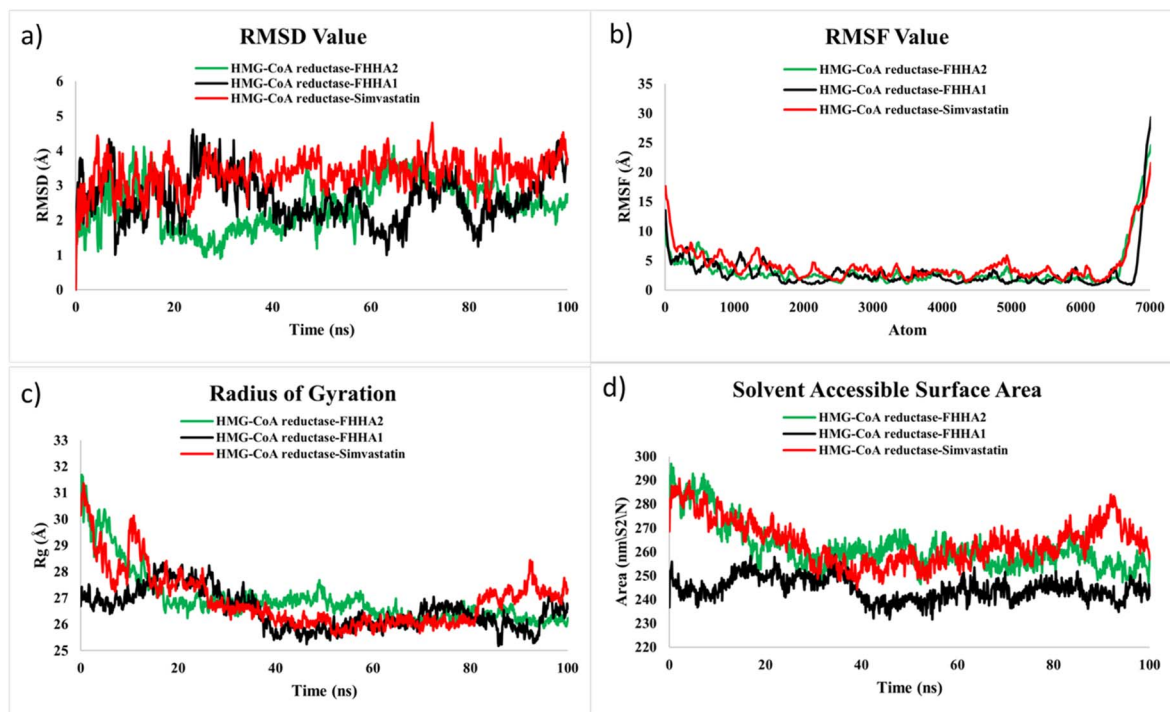 a)
RMSD Value
HMG-CoA reductase-FHHA2
HMG-CoA reductase-FHHA1
HMG-CoA reductase-Simvastatin
6
5
4
3
2
1
0
RMSD (Å)
0 20 40 60 80 100
Time (ns)
b)
RMSF Value
HMG-CoA reductase-FHHA2
HMG-CoA reductase-FHHA1
HMG-CoA reductase-Simvastatin
35
30
25
20
15
10
5
0
RMSF (Å)
0 1000 2000 3000 4000 5000 6000 7000
Atom
c)
Radius of Gyration
HMG-CoA reductase-FHHA2
HMG-CoA reductase-FHHA1
HMG-CoA reductase-Simvastatin
33
32
31
30
29
28
27
26
25
Rg (Å)
0 20 40 60 80 100
Time (ns)
d)
Solvent Accessible Surface Area
HMG-CoA reductase-FHHA2
HMG-CoA reductase-FHHA1
HMG-CoA reductase-Simvastatin
300
290
280
270
260
250
240
230
220
Area (nm\S2\N)
0 20 40 60 80 100
Time (ns)